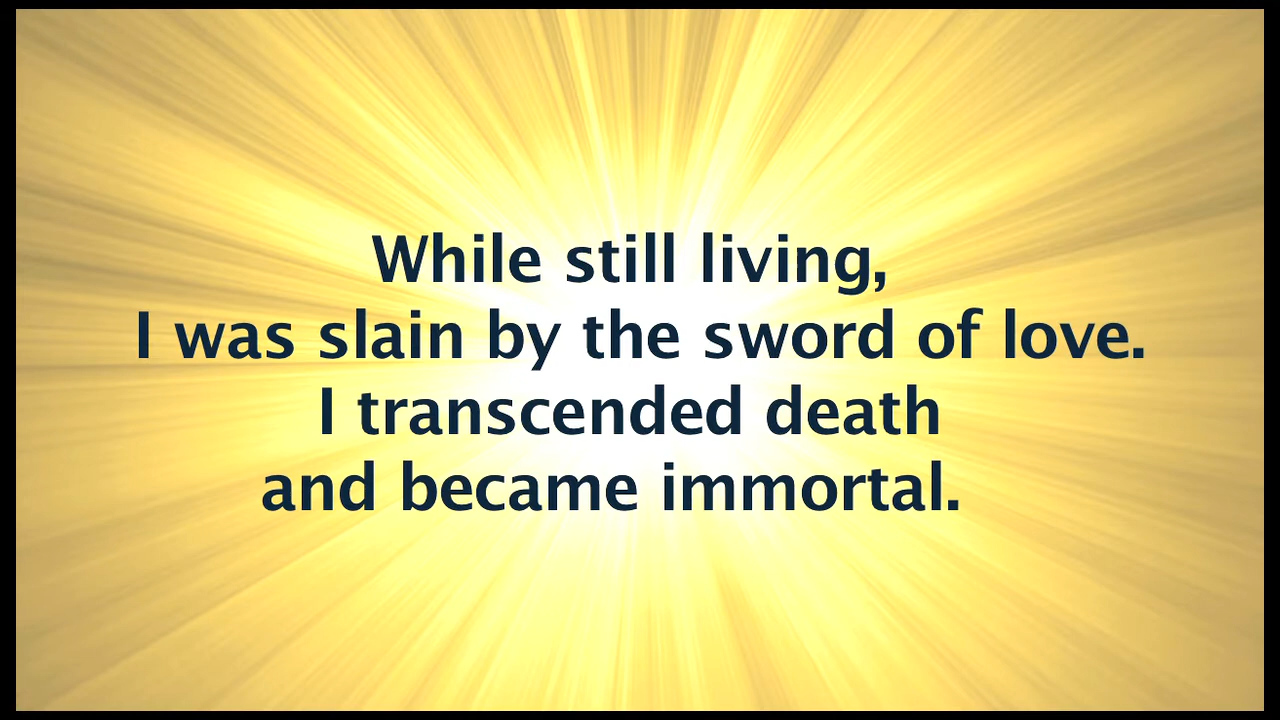 While still living,
I was slain by the sword of love.
I transcended death
and became immortal.